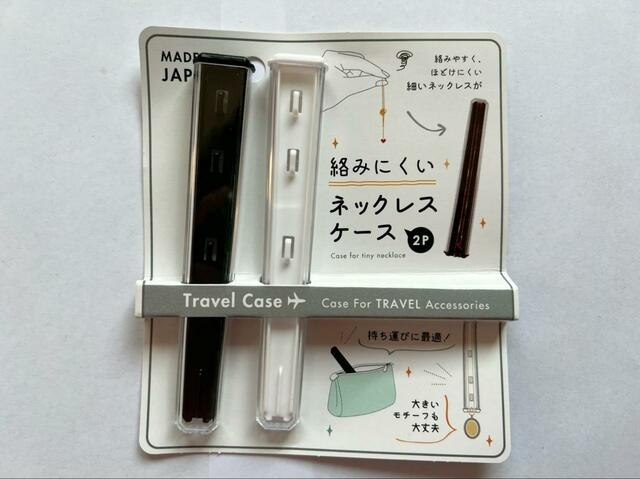 MADE
JAP
絡みやすく、
ほどけにくい
細いネックレスが
絡みにくい
ネックレス
ケース 2P
Case for tiny necklace
Travel Case Case For TRAVEL Accessories
持ち運びに最適!
大きい
モチーフも
大丈夫